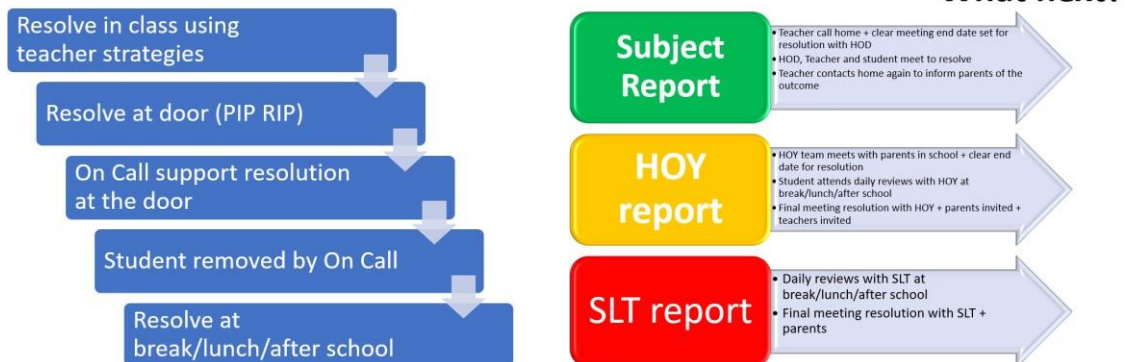 Resolve in class using
teacher strategies
Resolve at door (PIP RIP)
On Call support resolution
at the door
Student removed by On Call
Resolve at
break/lunch/after school
Subject
Report
• Teacher call home + clear meeting end date set for
resolution with HOD
• HOD, Teacher and student meet to resolve
• Teacher contacts home again to inform parents of the
outcome
HOY
report
• HOY team meets with parents in school + clear end
date for resolution
• Student attends daily reviews with HOY at
break/lunch/after school
• Final meeting resolution with HOY + parents invited +
teachers invited
SLT report
• Daily reviews with SLT at
break/lunch/after school
• Final meeting resolution with SLT +
parents